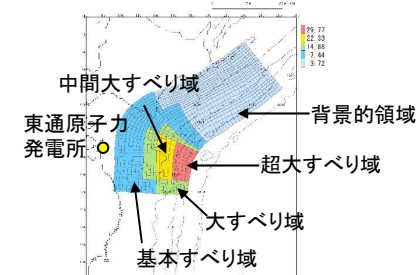 29.77
22.33
14.88
7.44
3.72
中間大すべり域
東通原子力
発電所
背景的領域
超大すべり域
大すべり域
基本すべり域